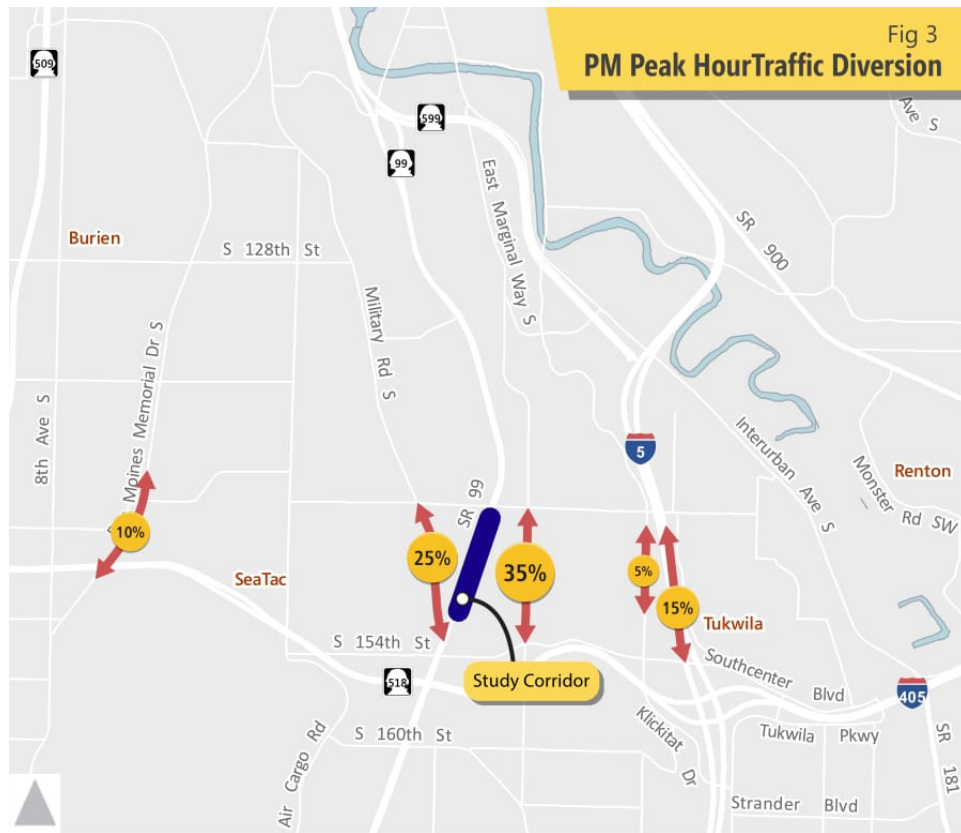 Fig 3
PM Peak HourTraffic Diversion
509
599
99
Ave S
East Marginal Way S
SR 900
Burien
S 128th St
Military Rd S
Moines Memorial Dr S
8th Ave S
5
Interurban Ave S
Monster Rd SW
Renton
SR 99
10%
25%
35%
5%
15%
SeaTac
Tukwila
S 154th St
Southcenter Blvd
Study Corridor
518
405
Klickitat Dr
Tukwila Pkwy
S 160th St
Air Cargo Rd
SR 181
Strander Blvd